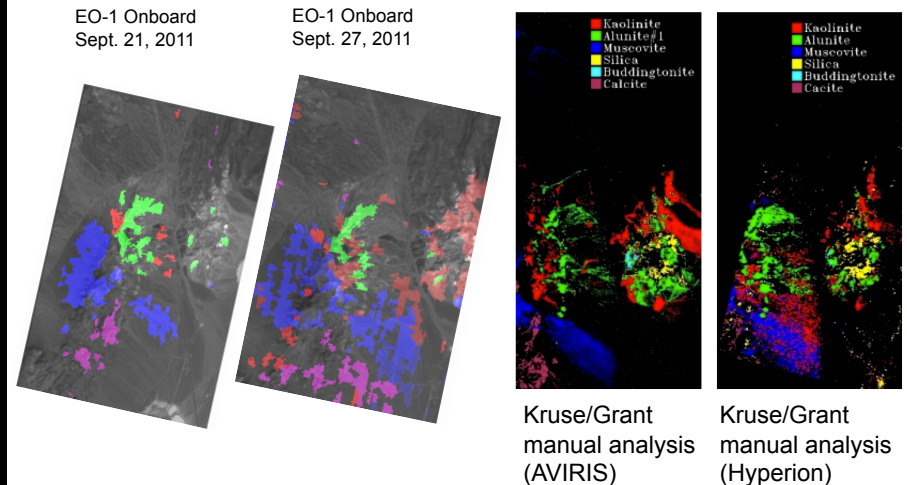 EO-1 Onboard
Sept. 21, 2011
EO-1 Onboard
Sept. 27, 2011
Kaolinite
Alunite#1
Muscovite
Silica
Buddingtonite
Calcite
Kaolinite
Alunite
Muscovite
Silica
Buddingtonite
Cacite
Kruse/Grant
manual analysis
(AVIRIS)
Kruse/Grant
manual analysis
(Hyperion)